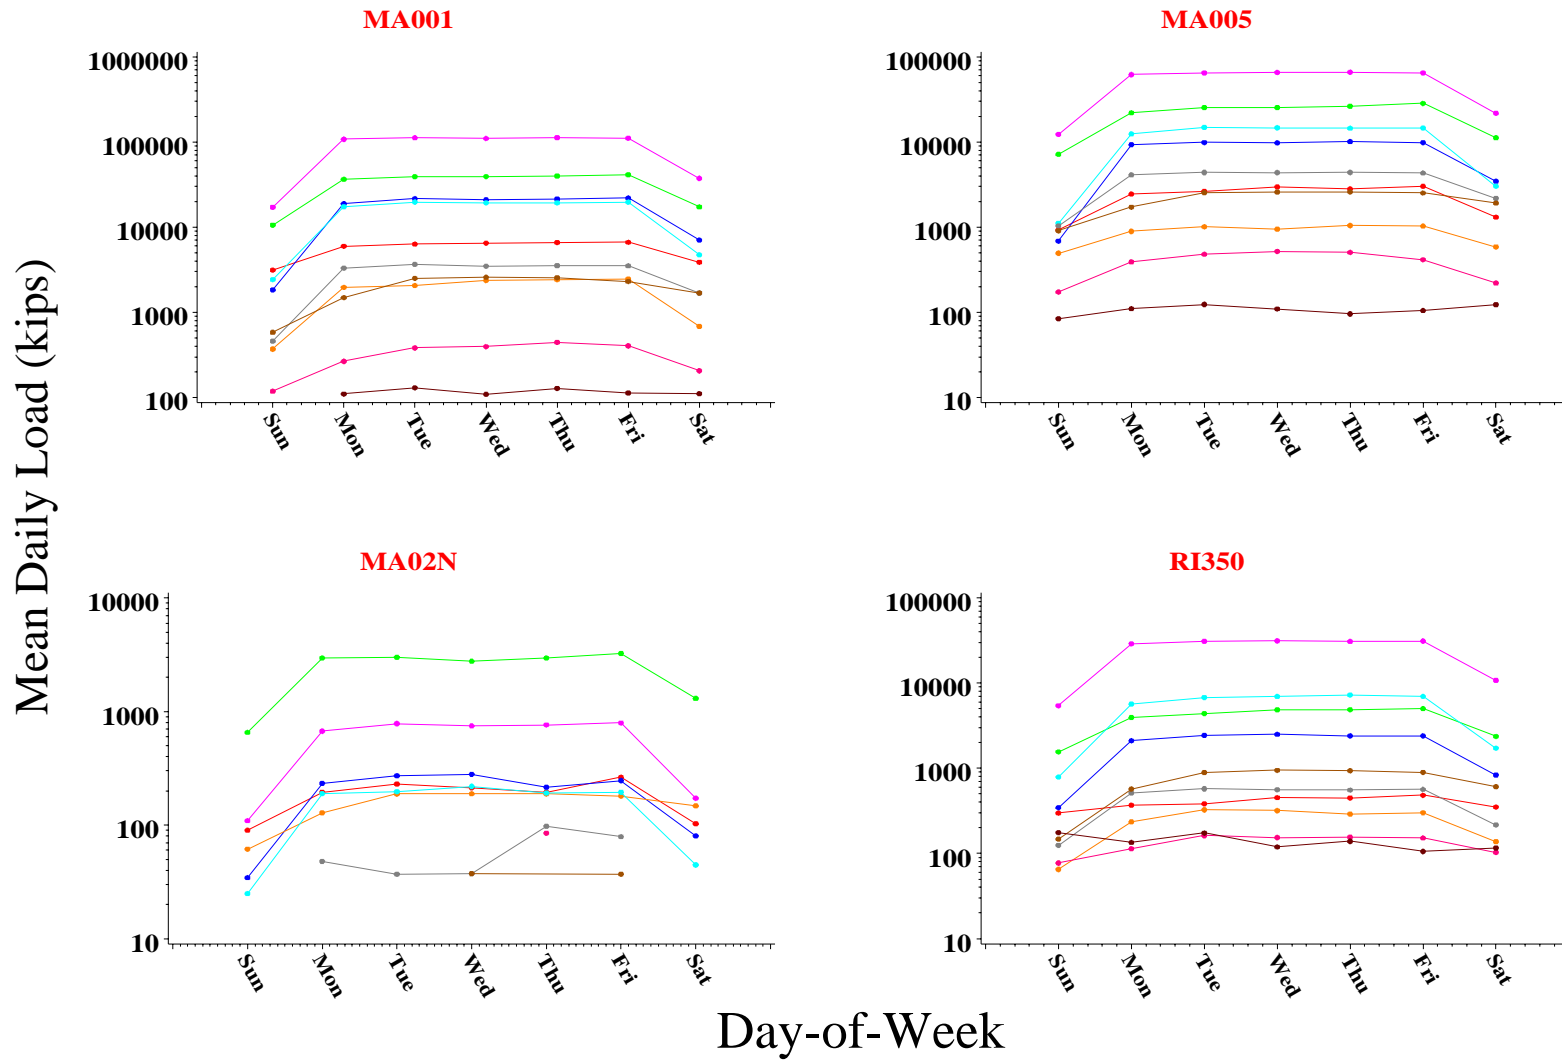 MA001
1000000
100000
10000
1000
100
Sun Mon Tue Wed Thu Fri Sat
MA005
100000
10000
1000
100
10
Sun Mon Tue Wed Thu Fri Sat
Mean Daily Load (kips)
MA02N
10000
1000
100
10
Sun Mon Tue Wed Thu Fri Sat
RI350
100000
10000
1000
100
10
Sun Mon Tue Wed Thu Fri Sat
Day-of-Week